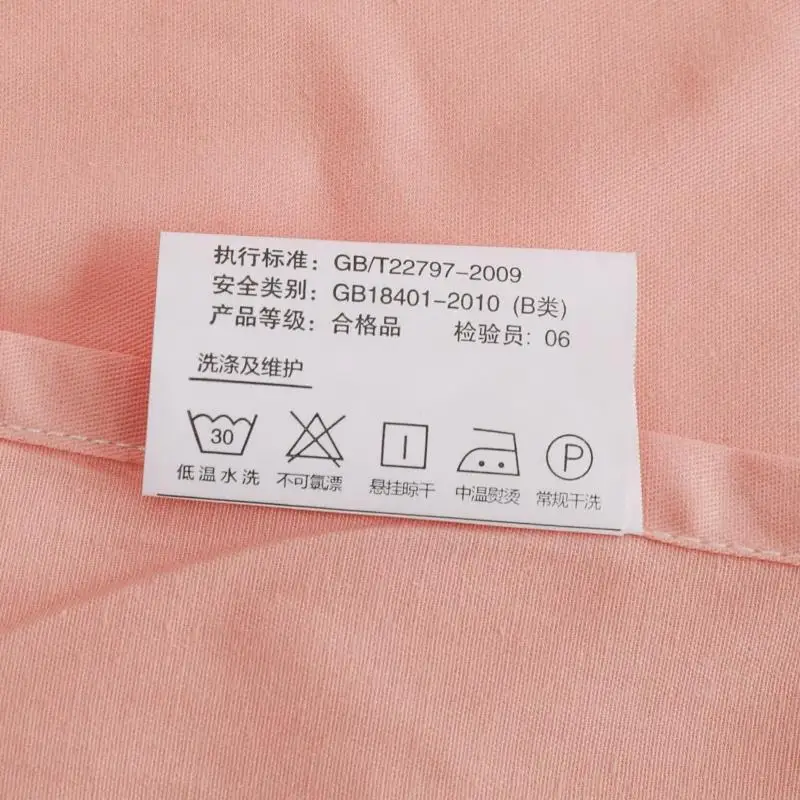 执行标准：GB/T22797-2009
安全类别：GB18401-2010 (B类)
产品等级：合格品 检验员：06
洗涤及维护
30 P
低温水洗 不可氯漂 悬挂晾干 中温熨烫 常规干洗